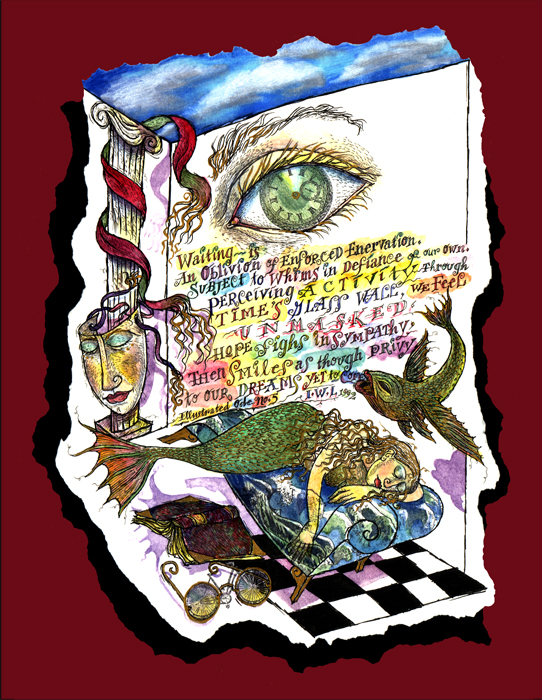 Waiting~is
An Oblivion of Enforced Enervation.
Subject to Whims in Defiance of our own.
Perceiving Activity through
Time's Glass Wall, We Feel
Unmasked.
Hope Sighs in Sympathy,
Then Smiles as though Privy
to our Dreams yet to Come.
Illustrated Ode No. 5 I.W.L. 1992